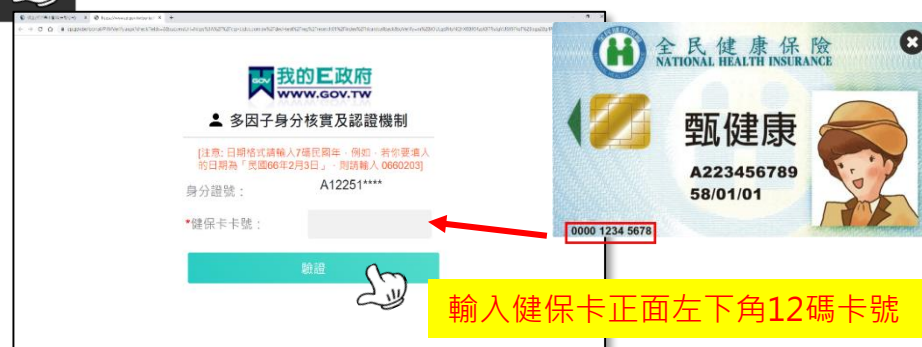 我的E政府
WWW.GOV.TW
多因子身分核實及認證機制
[注意: 日期格式請輸入7碼民國年，例如，若你要填入
的日期為「民國66年2月3日」，則請輸入 0660203]
身分證號：
A12251****
*健保卡卡號：
驗證
全民健康保險
NATIONAL HEALTH INSURANCE
甄健康
A223456789
58/01/01
0000 1234 5678
輸入健保卡正面左下角12碼卡號